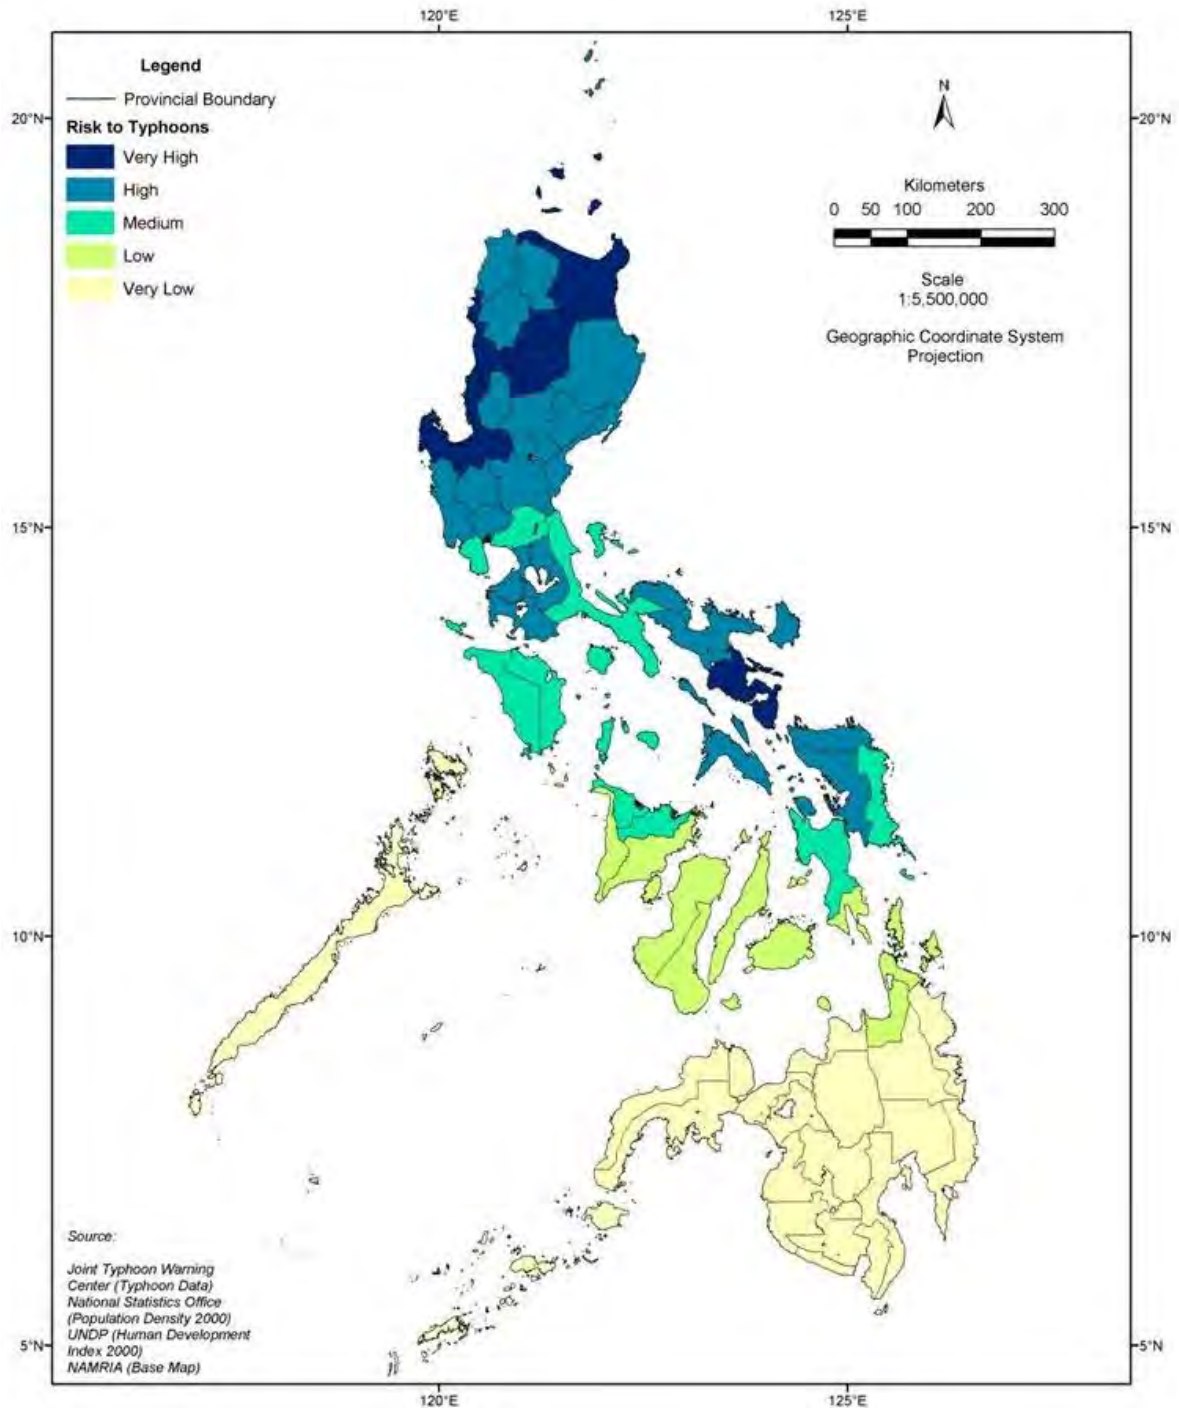 120°E 125°E
Legend
Provincial Boundary
Risk to Typhoons
Very High
High
Medium
Low
Very Low
N
Kilometers
0 50 100 200 300
Scale
1:5,500,000
Geographic Coordinate System
Projection
20°N 20°N
15°N 15°N
10°N 10°N
5°N 5°N
Source:
Joint Typhoon Warning
Center (Typhoon Data)
National Statistics Office
(Population Density 2000)
UNDP (Human Development
Index 2000)
NAMRIA (Base Map)
120°E 125°E